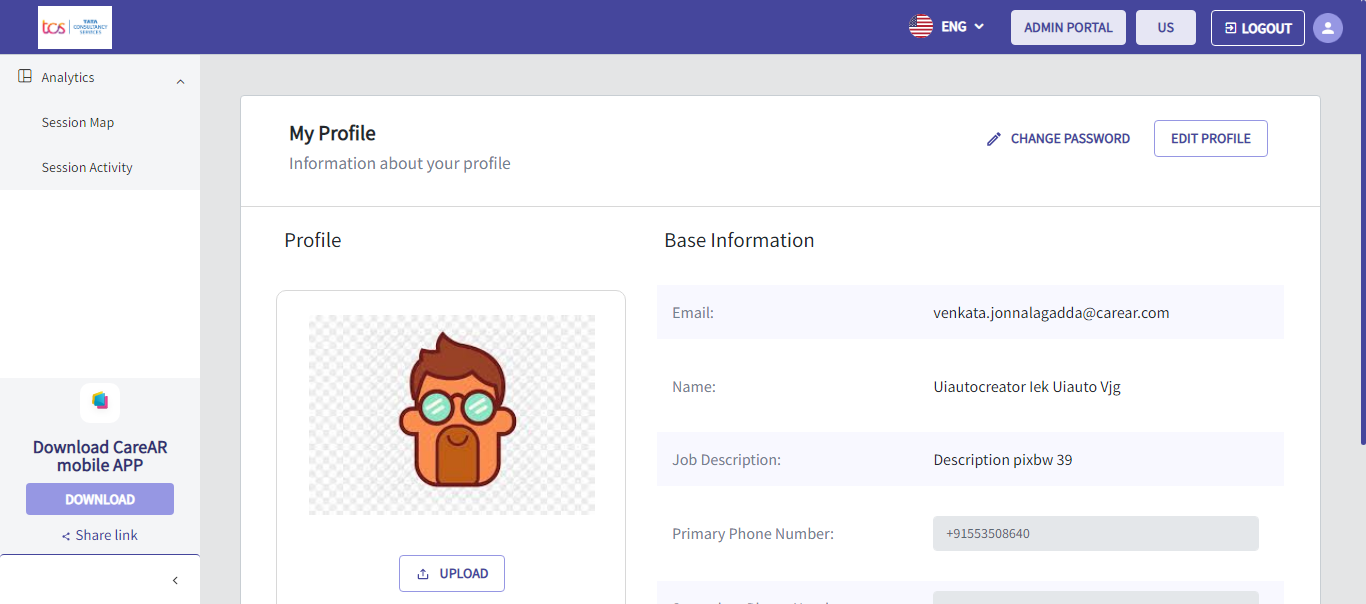 tcs TATA
CONSULTANCY
SERVICES
ENG
ADMIN PORTAL
US
LOGOUT
Analytics
Session Map
Session Activity
Download CareAR
mobile APP
DOWNLOAD
Share link
My Profile
Information about your profile
CHANGE PASSWORD
EDIT PROFILE
Profile
UPLOAD
Base Information
Email: venkata.jonnalagadda@carear.com
Name: Uiautocreator Iek Uiauto Vjg
Job Description: Description pixbw 39
Primary Phone Number: +91553508640